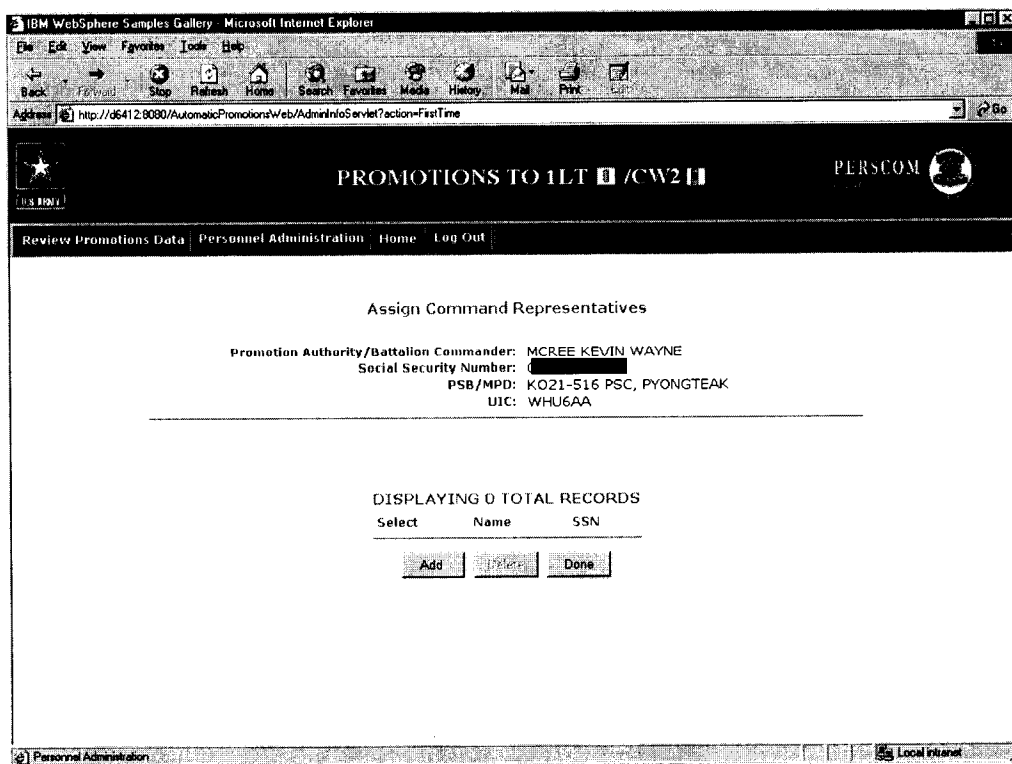 IBM WebSphere Samples Gallery - Microsoft Internet Explorer
File Edit View Favorites Tools Help
Back Forward Stop Refresh Home Search Favorites Media History Mail Print Edit
Address http://d6412:8080/AutomaticPromotionsWeb/AdminInfoServlet?action=FirstTime Go
U.S. ARMY
PROMOTIONS TO 1LT /CW2
PERSCOM
Review Promotions Data Personnel Administration Home Log Out
Assign Command Representatives
Promotion Authority/Battalion Commander: MCREE KEVIN WAYNE
Social Security Number:
PSB/MPD: KO21-516 PSC, PYONGTEAK
UIC: WHU6AA
DISPLAYING 0 TOTAL RECORDS
Select Name SSN
Add Delete Done
Personnel Administration Local intranet